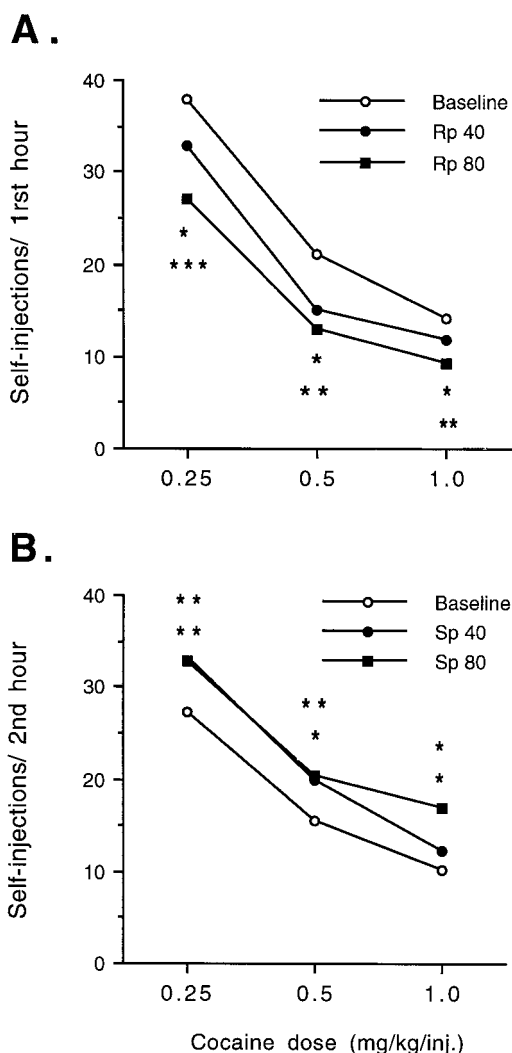 A.
40
30
20
10
0
Self-injections/ 1rst hour
Baseline
Rp 40
Rp 80
*
***
*
**
*
**
0.25 0.5 1.0
B.
40
30
20
10
0
Self-injections/ 2nd hour
Baseline
Sp 40
Sp 80
**
**
**
*
*
*
0.25 0.5 1.0
Cocaine dose (mg/kg/inj.)